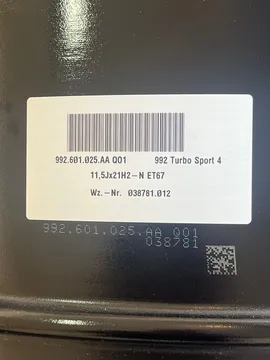 992.601.025.AA Q01 992 Turbo Sport 4
11,5Jx21H2-N ET67
Wz.-Nr. 038781.012
992.601.025.AA Q01
038781